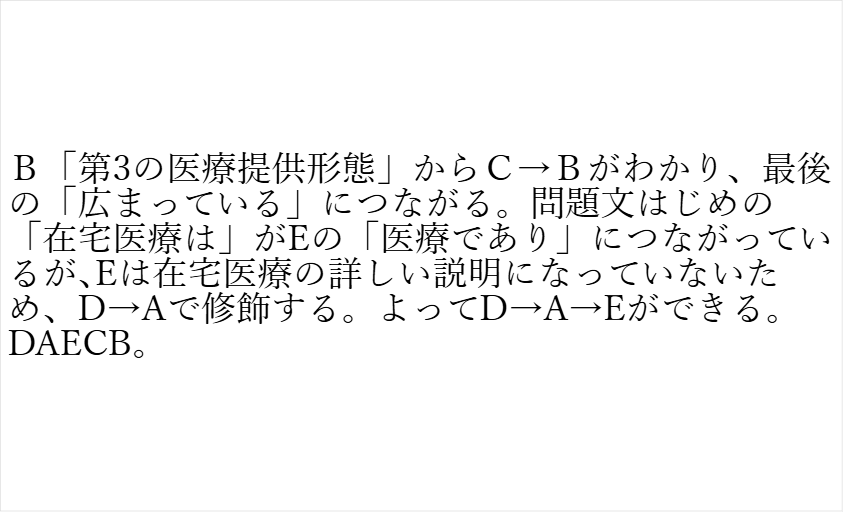 Ｂ「第3の医療提供形態」からＣ→Ｂがわかり、最後
の「広まっている」につながる。問題文はじめの
「在宅医療は」がEの「医療であり」につながってい
るが､Eは在宅医療の詳しい説明になっていないた
め、D→Aで修飾する。よってD→A→Eができる。
DAECB。